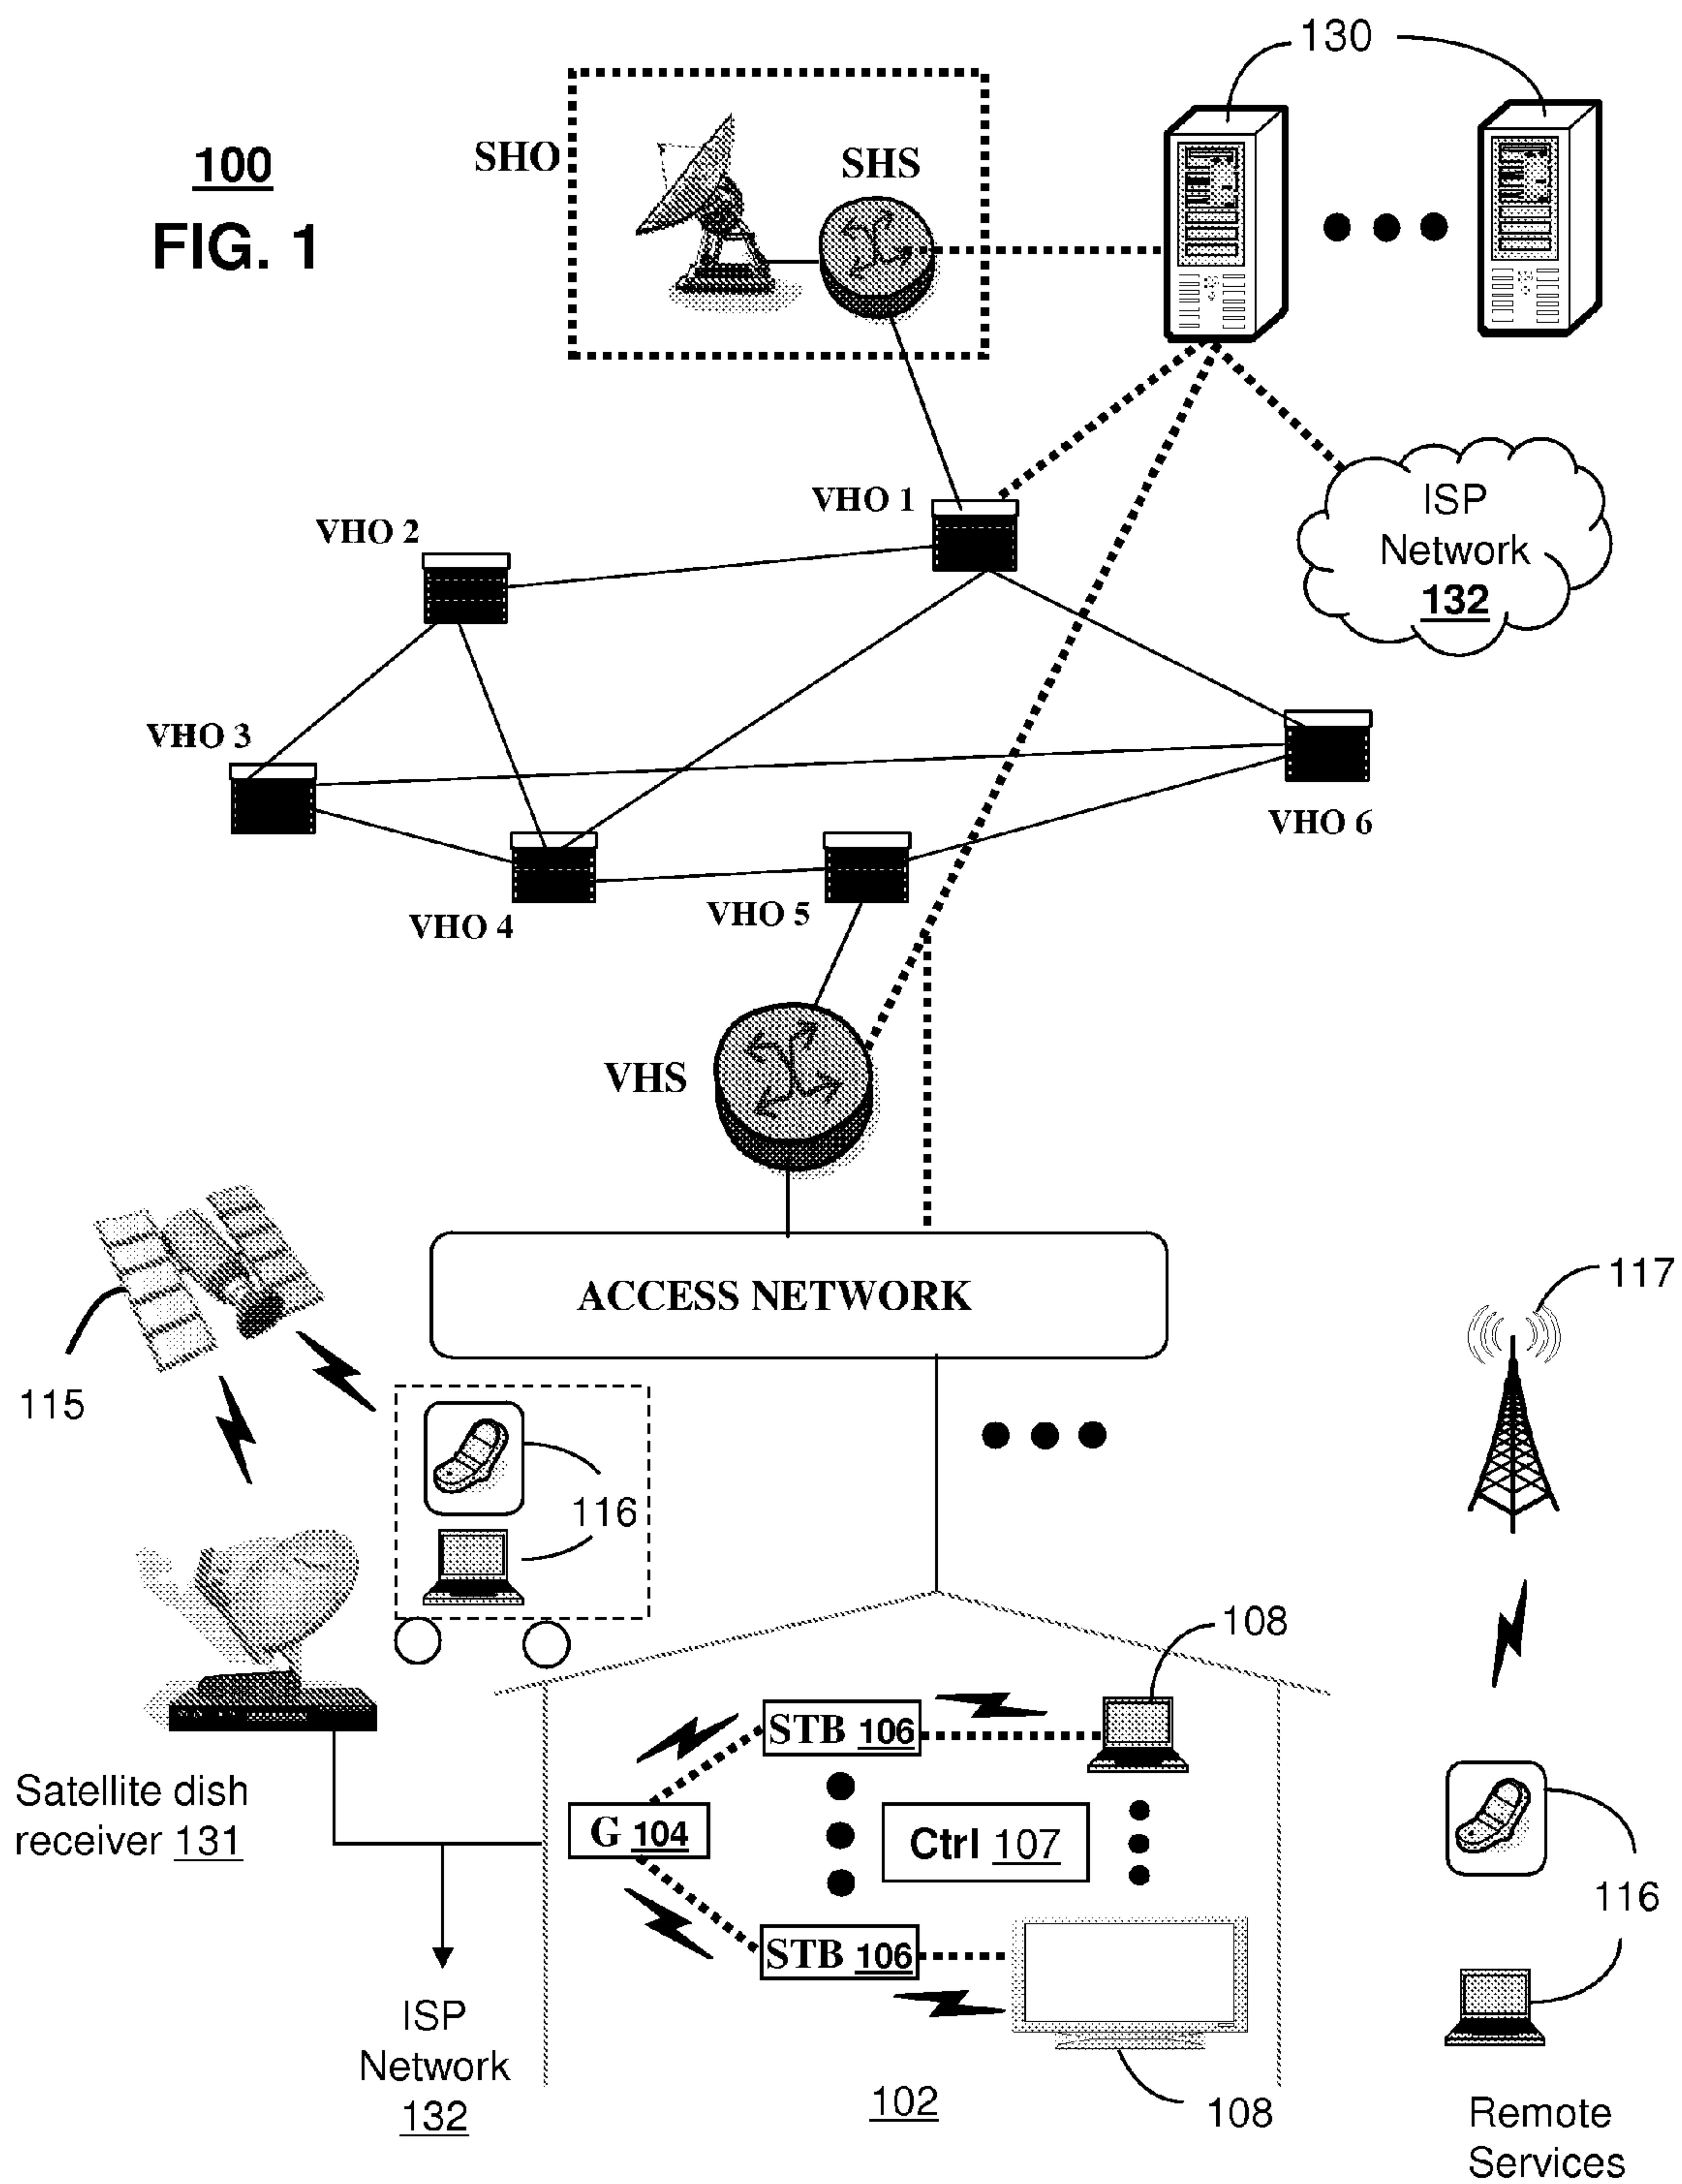 130
100
FIG. 1
SHO
SHS
ISP
Network
132
VHO 1
VHO 2
VHO 3
VHO 6
VHO 4
VHO 5
VHS
ACCESS NETWORK
117
115
116
108
STB 106
Satellite dish
receiver 131
G 104
Ctrl 107
116
STB 106
ISP
Network
132
102
108
Remote
Services